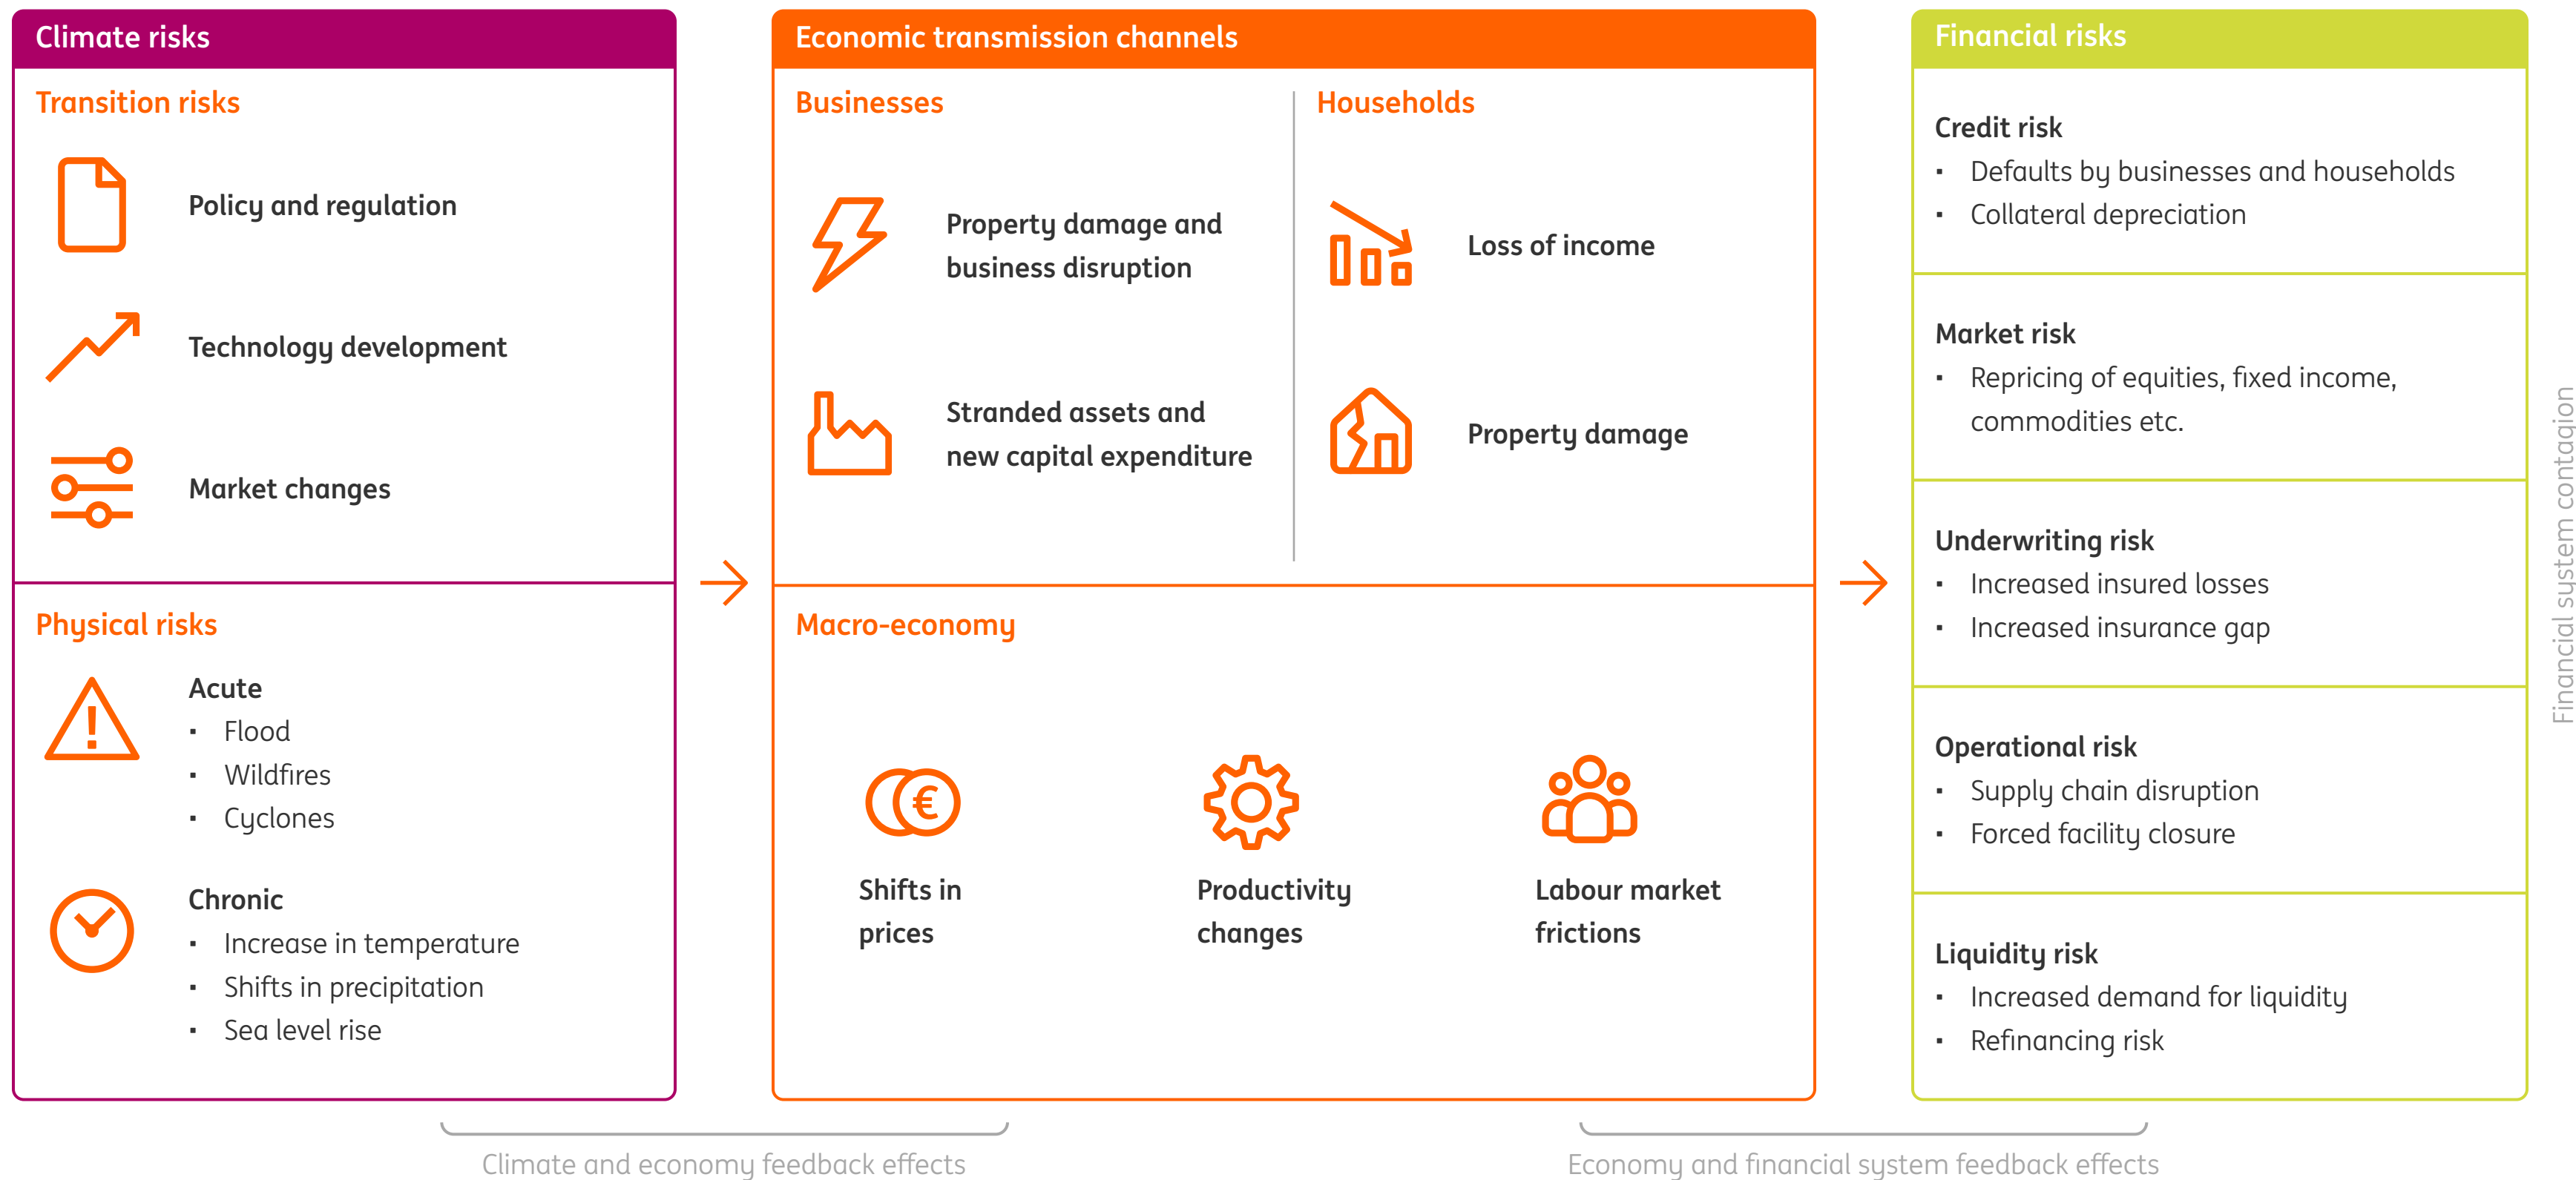 Climate risks
Transition risks
Policy and regulation
Technology development
Market changes
Physical risks
Acute
▪ Flood
▪ Wildfires
▪ Cyclones
Chronic
▪ Increase in temperature
▪ Shifts in precipitation
▪ Sea level rise
Economic transmission channels
Businesses
Property damage and
business disruption
Stranded assets and
new capital expenditure
Households
Loss of income
Property damage
Macro-economy
€
Shifts in
prices
Productivity
changes
Labour market
frictions
Financial risks
Credit risk
▪ Defaults by businesses and households
▪ Collateral depreciation
Market risk
▪ Repricing of equities, fixed income,
commodities etc.
Underwriting risk
▪ Increased insured losses
▪ Increased insurance gap
Operational risk
▪ Supply chain disruption
▪ Forced facility closure
Liquidity risk
▪ Increased demand for liquidity
▪ Refinancing risk
Financial system contagion
Climate and economy feedback effects
Economy and financial system feedback effects